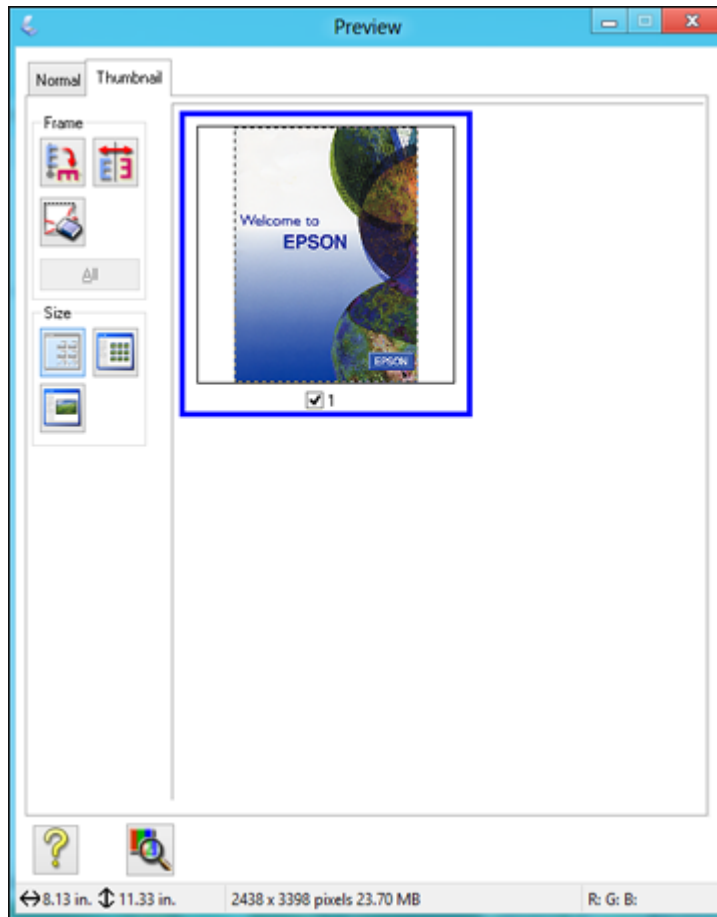 Preview
Normal
Thumbnail
Frame
All
Size
Welcome to
EPSON
EPSON
1
8.13 in. 11.33 in.
2438 x 3398 pixels 23.70 MB
R: G: B: